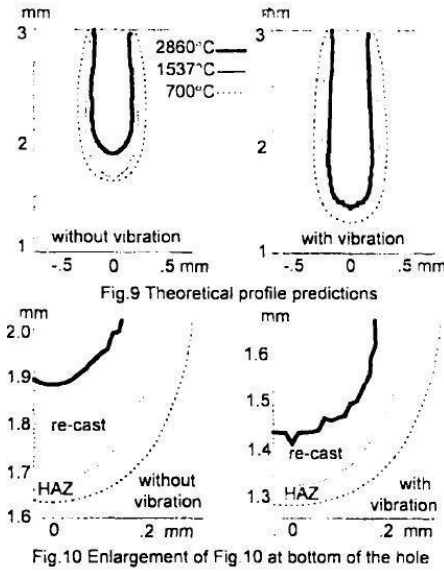 mm
3
2
1
without vibration
-.5 0 .5 mm
2860°C
1537°C
700°C
mm
3
2
1
with vibration
-.5 0 .5 mm
Fig.9 Theoretical profile predictions
mm
2.0
1.9
1.8
1.7
1.6
re-cast
HAZ
without
vibration
0 .2 mm
mm
1.6
1.5
1.4
1.3
re-cast
HAZ
with
vibration
0 .2 mm
Fig.10 Enlargement of Fig.10 at bottom of the hole